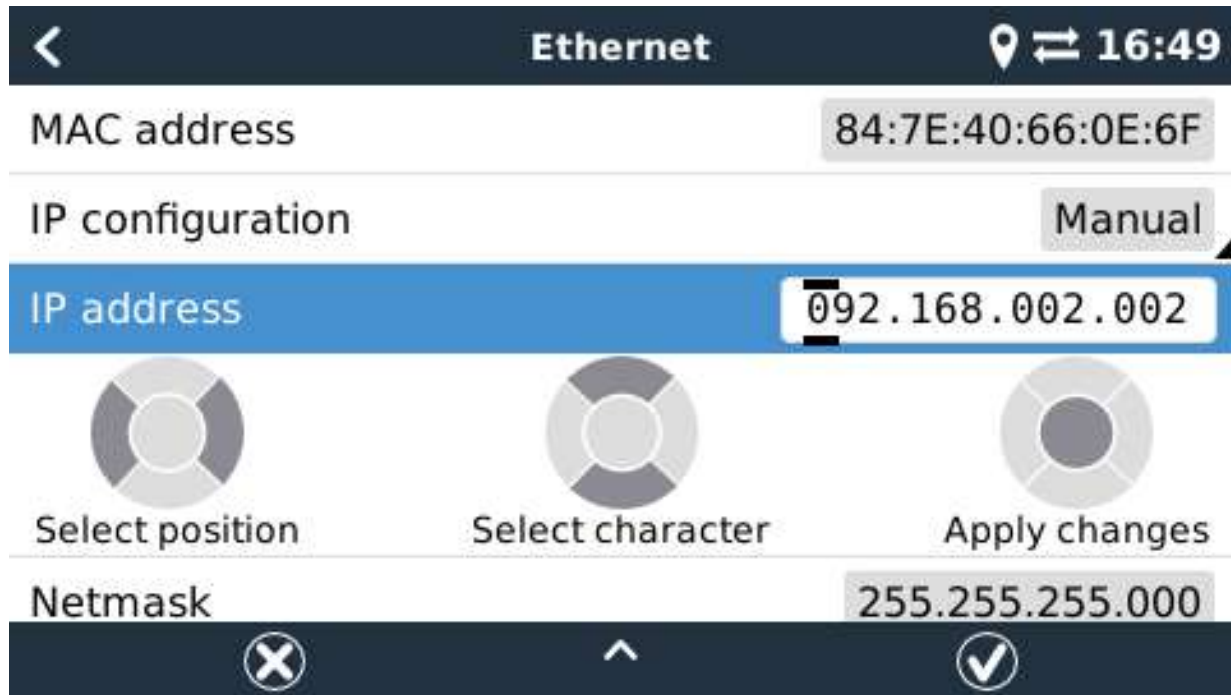 Ethernet 16:49
MAC address 84:7E:40:66:0E:6F
IP configuration Manual
IP address 092.168.002.002
Select position Select character Apply changes
Netmask 255.255.255.000